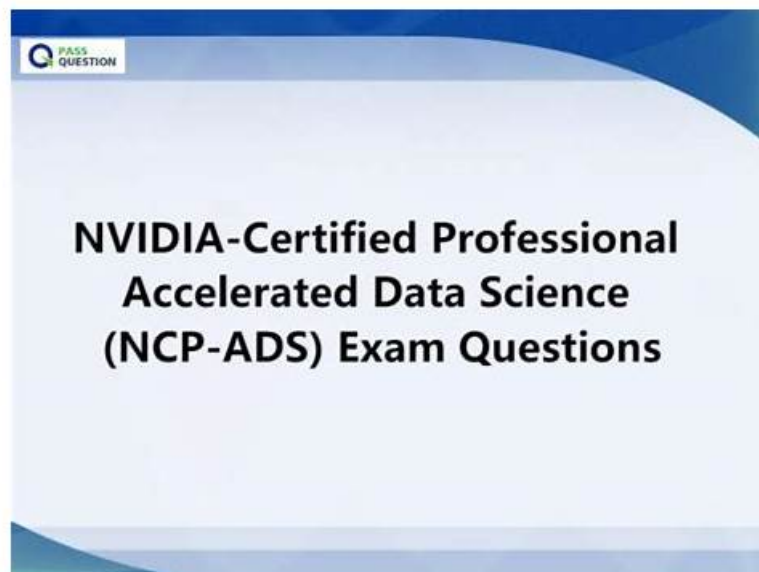 PASS
QUESTION
NVIDIA-Certified Professional
Accelerated Data Science
(NCP-ADS) Exam Questions